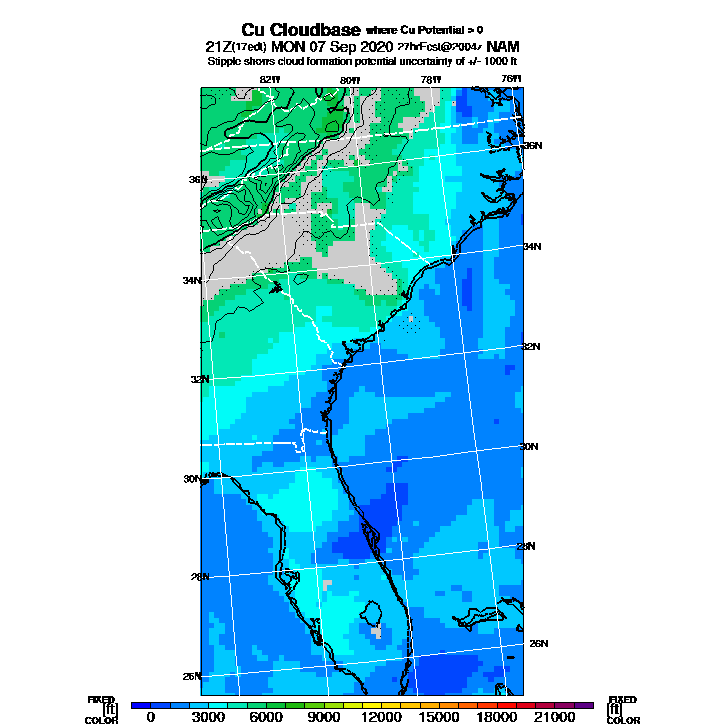 Cu Cloudbase where Cu Potential > 0
21Z(17edt) MON 07 Sep 2020 27hrFcst@2004z NAM
Stipple shows cloud formation potential uncertainty of +/- 1000 ft
82W 80W 78W 76W
36N
36N
34N
34N
32N
32N
30N
30N
28N
28N
26N
26N
FIXED FIXED
[ft] [ft]
COLOR 0 3000 6000 9000 12000 15000 18000 21000 COLOR